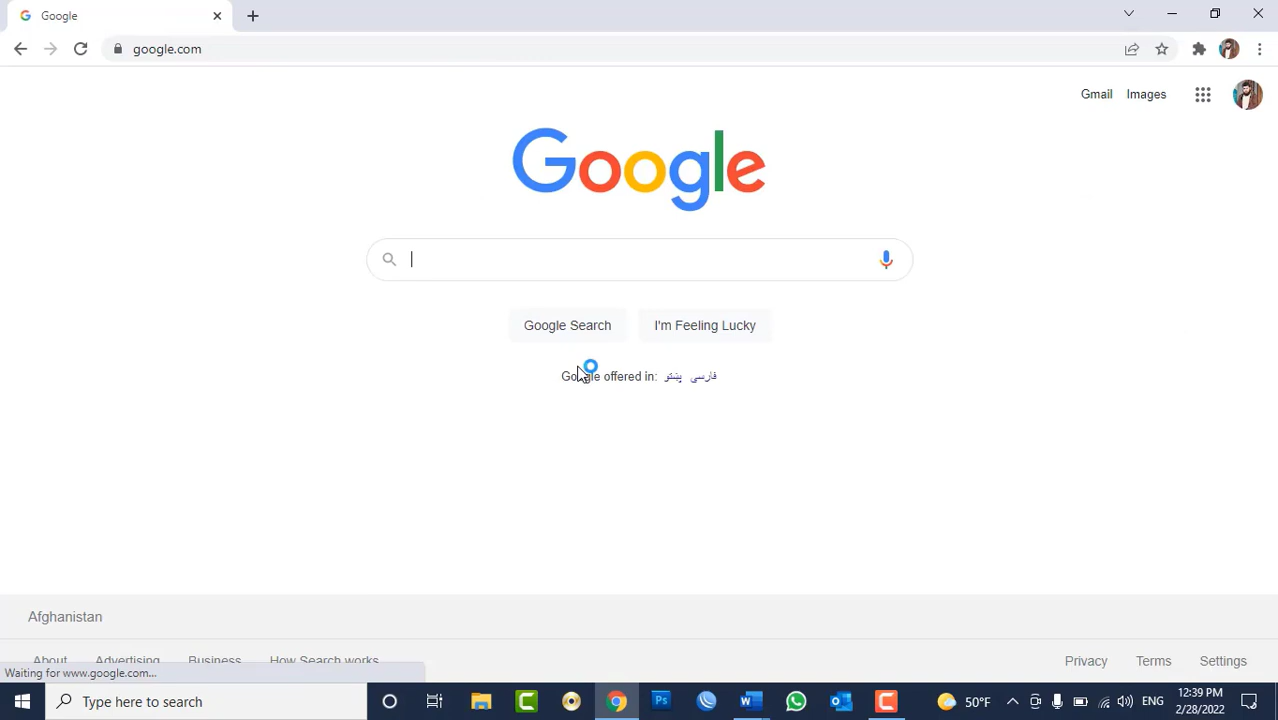 Google
google.com
Gmail Images
Google
Google Search I'm Feeling Lucky
Google offered in: فارسی پښتو
Afghanistan
About Advertising Business How Search works
Privacy Terms Settings
Waiting for www.google.com...
Type here to search
Ps
50°F
ENG
12:39 PM
2/28/2022